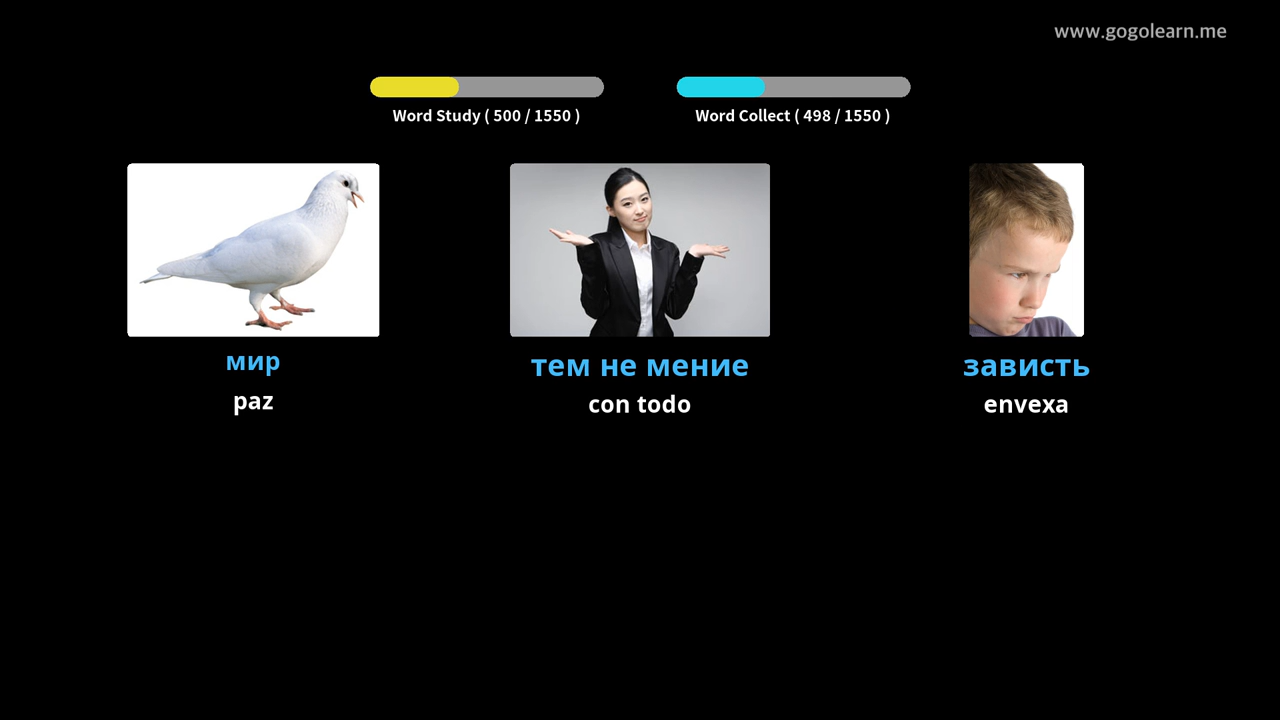 www.gogolearn.me
Word Study ( 500 / 1550 )
Word Collect ( 498 / 1550 )
мир
paz
тем не мение
con todo
зависть
envexa